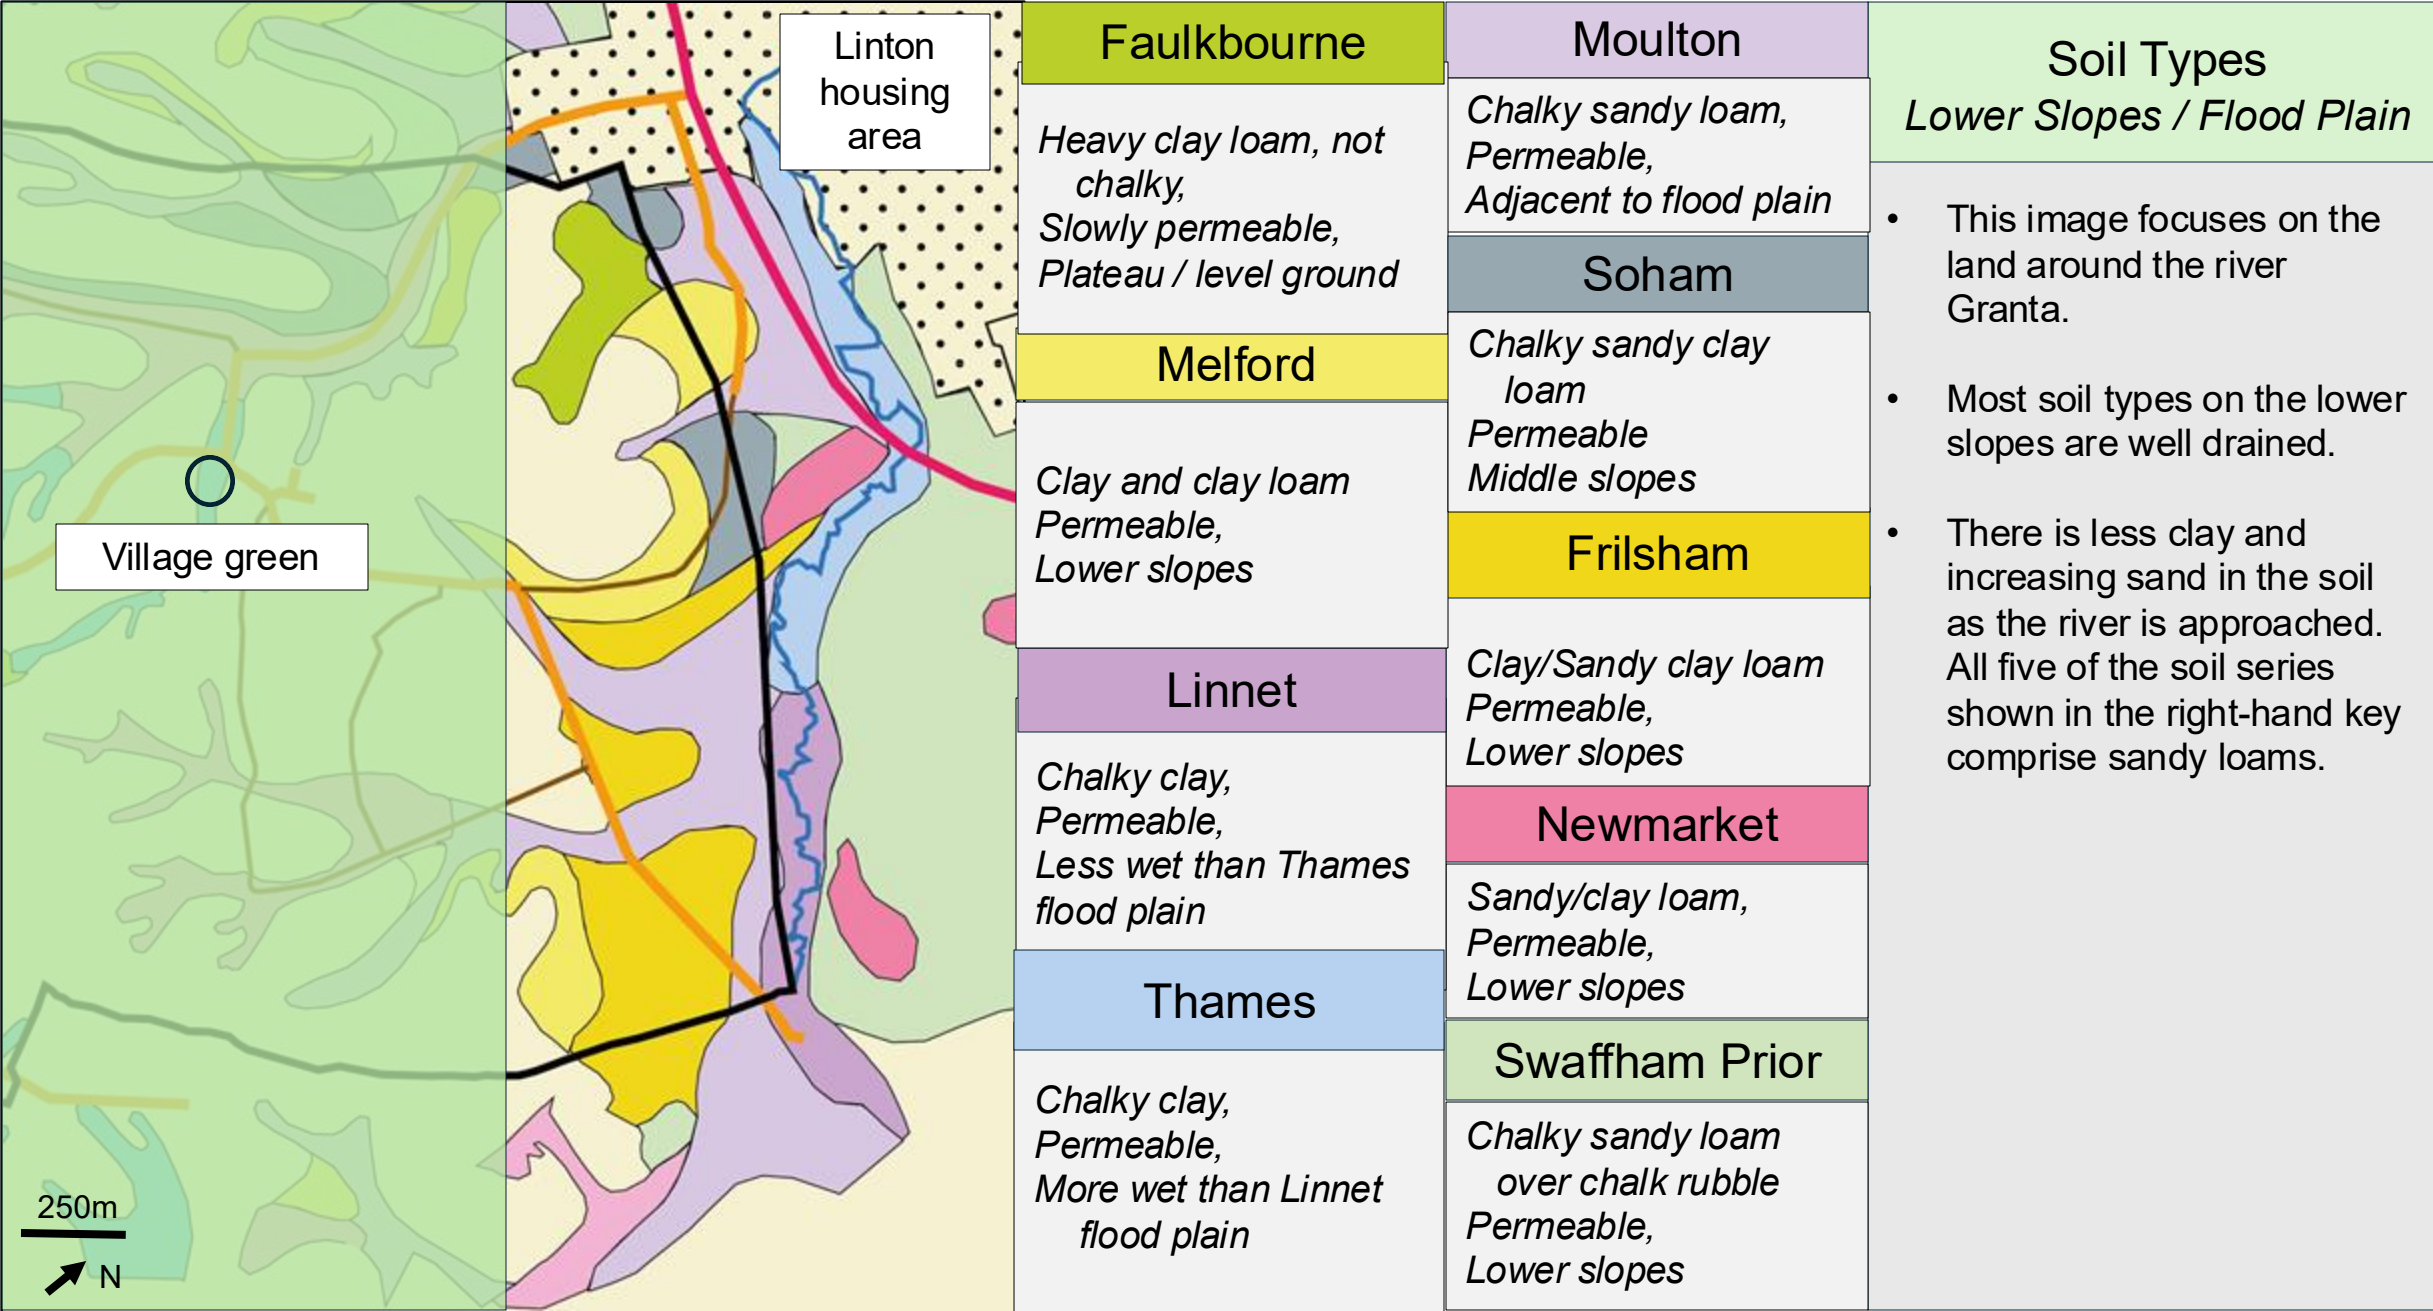 Linton
housing
area
Village green
250m
N
Faulkbourne
Heavy clay loam, not
chalky,
Slowly permeable,
Plateau / level ground
Melford
Clay and clay loam
Permeable,
Lower slopes
Linnet
Chalky clay,
Permeable,
Less wet than Thames
flood plain
Thames
Chalky clay,
Permeable,
More wet than Linnet
flood plain
Moulton
Chalky sandy loam,
Permeable,
Adjacent to flood plain
Soham
Chalky sandy clay
loam
Permeable
Middle slopes
Frilsham
Clay/Sandy clay loam
Permeable,
Lower slopes
Newmarket
Sandy/clay loam,
Permeable,
Lower slopes
Swaffham Prior
Chalky sandy loam
over chalk rubble
Permeable,
Lower slopes
Soil Types
Lower Slopes / Flood Plain
• This image focuses on the
land around the river
Granta.
• Most soil types on the lower
slopes are well drained.
• There is less clay and
increasing sand in the soil
as the river is approached.
All five of the soil series
shown in the right-hand key
comprise sandy loams.